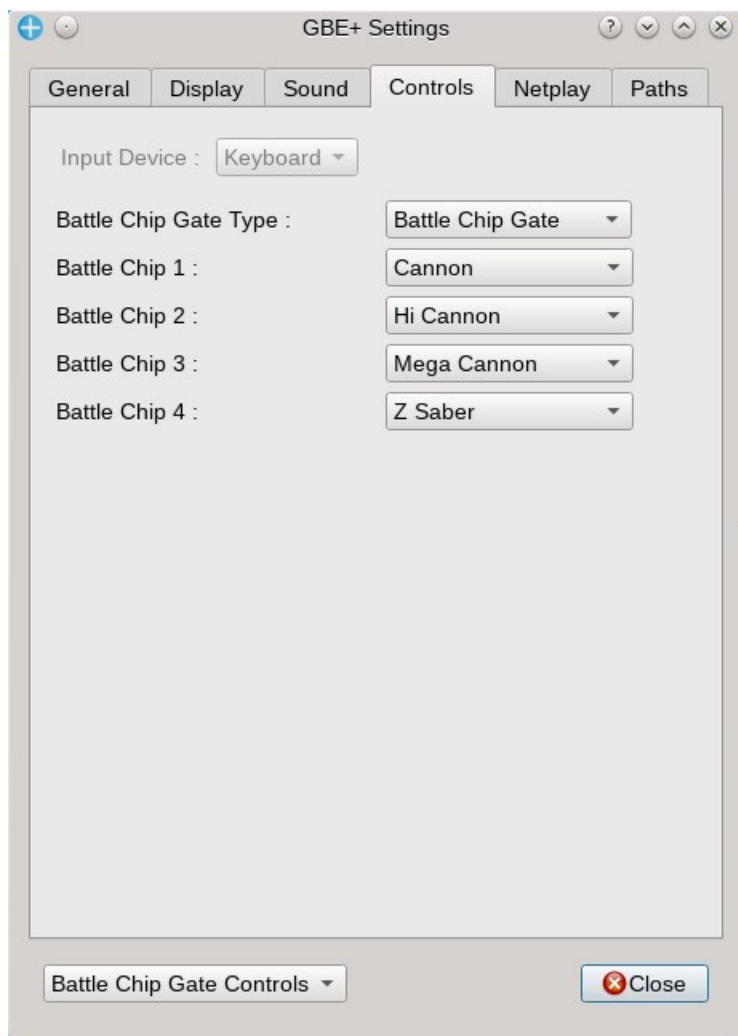 GBE+ Settings
General Display Sound Controls Netplay Paths
Input Device : Keyboard
Battle Chip Gate Type : Battle Chip Gate
Battle Chip 1 : Cannon
Battle Chip 2 : Hi Cannon
Battle Chip 3 : Mega Cannon
Battle Chip 4 : Z Saber
Battle Chip Gate Controls Close